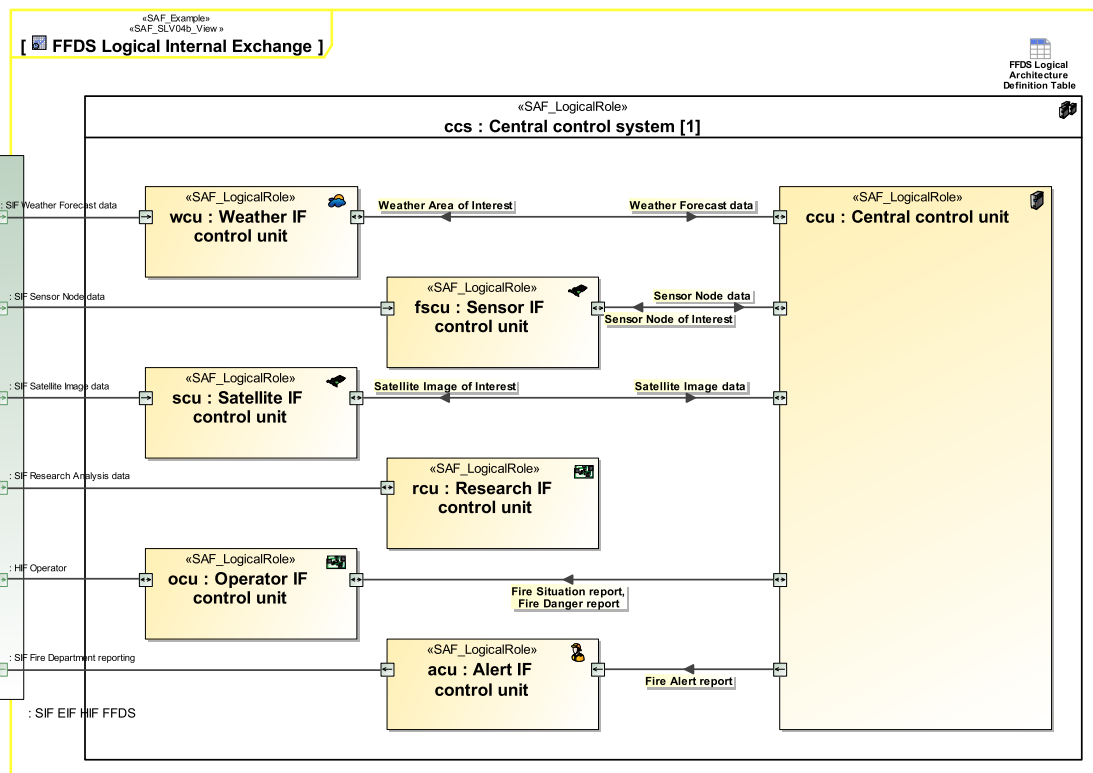 «SAF_Example»
«SAF_SLV04b_View »
[ FFDS Logical Internal Exchange ]
FFDS Logical
Architecture
Definition Table
«SAF_LogicalRole»
ccs : Central control system [1]
: SIF Weather Forecast data
«SAF_LogicalRole»
wcu : Weather IF
control unit
Weather Area of Interest
Weather Forecast data
«SAF_LogicalRole»
ccu : Central control unit
: SIF Sensor Node data
«SAF_LogicalRole»
fscu : Sensor IF
control unit
Sensor Node data
Sensor Node of Interest
: SIF Satellite Image data
«SAF_LogicalRole»
scu : Satellite IF
control unit
Satellite Image of Interest
Satellite Image data
: SIF Research Analysis data
«SAF_LogicalRole»
rcu : Research IF
control unit
: HIF Operator
«SAF_LogicalRole»
ocu : Operator IF
control unit
Fire Situation report,
Fire Danger report
: SIF Fire Department reporting
«SAF_LogicalRole»
acu : Alert IF
control unit
Fire Alert report
: SIF EIF HIF FFDS